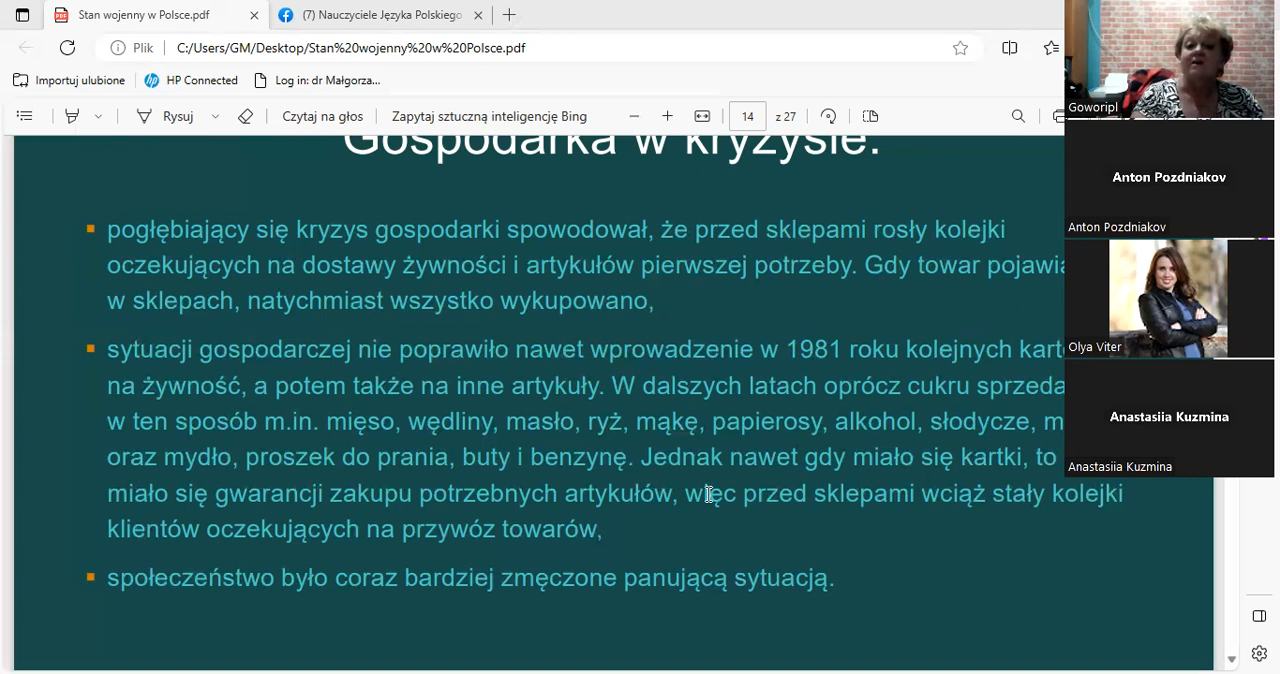 Stan wojenny w Polsce.pdf
(7) Nauczyciele Języka Polskiego
Plik
C:/Users/GM/Desktop/Stan%20wojenny%20w%20Polsce.pdf
Importuj ulubione
HP Connected
Log in: dr Małgorza...
Rysuj
Czytaj na głos
Zapytaj sztuczną inteligencję Bing
14
z 27
Gospodarka w kryzysie.
pogłębiający się kryzys gospodarki spowodował, że przed sklepami rosły kolejki
oczekujących na dostawy żywności i artykułów pierwszej potrzeby. Gdy towar
w sklepach, natychmiast wszystko wykupowano,
sytuacji gospodarczej nie poprawiło nawet wprowadzenie w 1981 roku kolejnych
na żywność, a potem także na inne artykuły. W dalszych latach oprócz cukru
w ten sposób m.in. mięso, wędliny, masło, ryż, mąkę, papierosy, alkohol, słodycze,
oraz mydło, proszek do prania, buty i benzynę. Jednak nawet gdy miało się kartki, to
miało się gwarancji zakupu potrzebnych artykułów, więc przed sklepami wciąż stały kolejki
klientów oczekujących na przywóz towarów,
społeczeństwo było coraz bardziej zmęczone panującą sytuacją.
Goworipl
Anton Pozdniakov
Anton Pozdniakov
Olya Viter
Anastasiia Kuzmina
Anastasiia Kuzmina